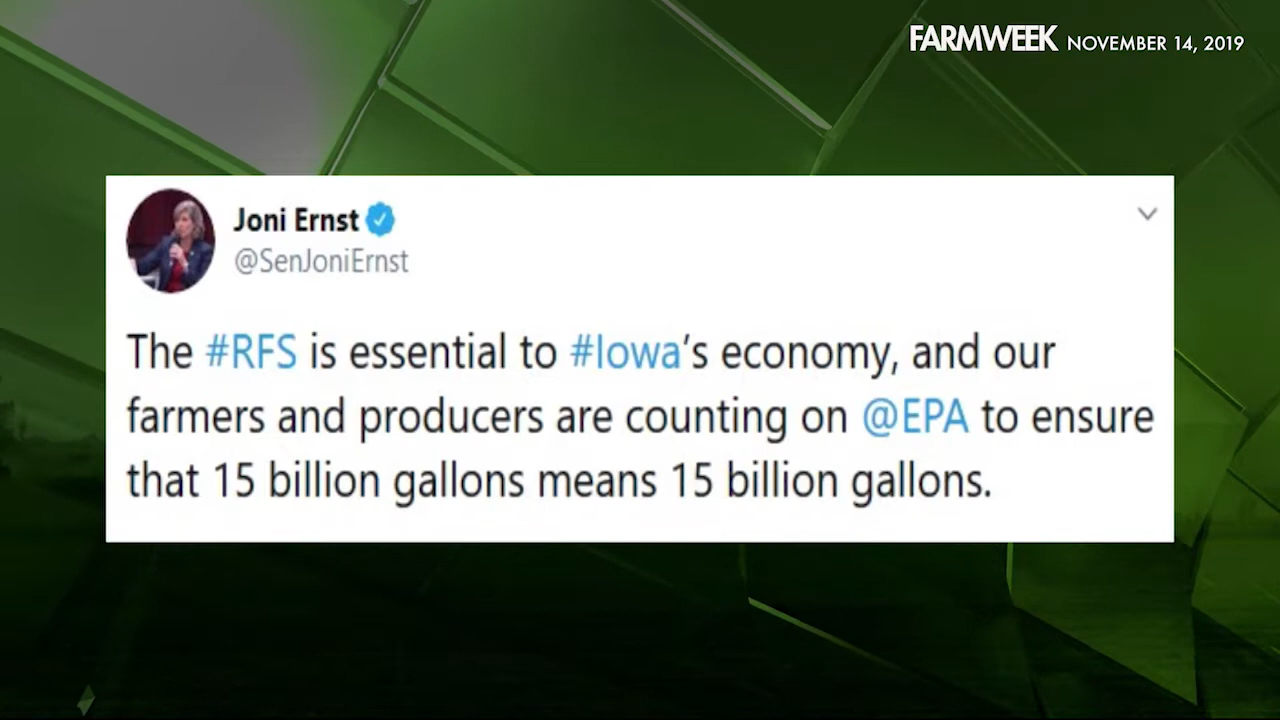 FARMWEEK NOVEMBER 14, 2019
Joni Ernst
@SenJoniErnst
The #RFS is essential to #Iowa's economy, and our
farmers and producers are counting on @EPA to ensure
that 15 billion gallons means 15 billion gallons.